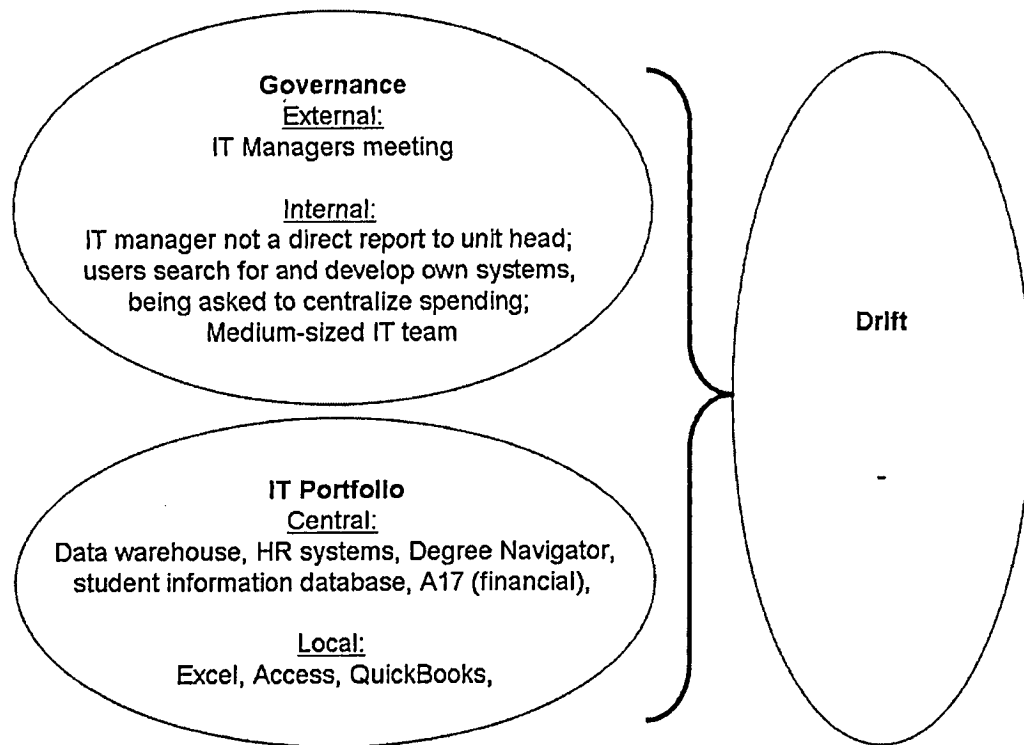 Governance
External:
IT Managers meeting
Internal:
IT manager not a direct report to unit head;
users search for and develop own systems,
being asked to centralize spending;
Medium-sized IT team
IT Portfolio
Central:
Data warehouse, HR systems, Degree Navigator,
student information database, A17 (financial),
Local:
Excel, Access, QuickBooks,
Drift
-